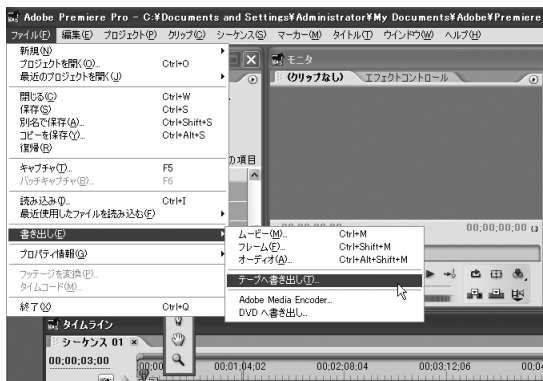 Adobe Premiere Pro - C:¥Documents and Settings¥Administrator¥My Documents¥Adobe¥Premiere
ファイル(F) 編集(E) プロジェクト(P) クリップ(C) シーケンス(S) マーカー(M) タイトル(T) ウインドウ(W) ヘルプ(H)
新規(N)
プロジェクトを開く(O)... Ctrl+O
最近のプロジェクトを開く(J)
閉じる(C) Ctrl+W
保存(S) Ctrl+S
別名で保存(A)... Ctrl+Shift+S
コピーを保存(Y)... Ctrl+Alt+S
復帰(R)
キャプチャ(T)... F5
バッチキャプチャ(B)... F6
読み込み(I)... Ctrl+I
最近使用したファイルを読み込む(F)
書き出し(E)
プロパティ情報(G)
フッテージを変換(P)...
タイムコード(M)...
終了(X) Ctrl+Q
モニタ
(クリップなし) エフェクトコントロール
の項目
00;00;00;00
ムービー(M)... Ctrl+M
フレーム(F)... Ctrl+Shift+M
オーディオ(A)... Ctrl+Alt+Shift+M
テープへ書き出し(T)...
Adobe Media Encoder...
DVD へ書き出し...
タイムライン
シーケンス 01
00;00;03;00
00;00 00;01;04;02 00;02;08;04 00;03;12;06 00;0